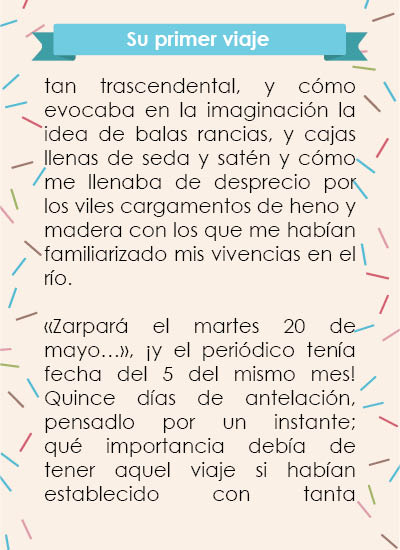 Su primer viaje
tan trascendental, y cómo
evocaba en la imaginación la
idea de balas rancias, y cajas
llenas de seda y satén y cómo
me llenaba de desprecio por
los viles cargamentos de heno y
madera con los que me habían
familiarizado mis vivencias en el
río.
«Zarpará el martes 20 de
mayo...», ¡y el periódico tenía
fecha del 5 del mismo mes!
Quince días de antelación,
pensadlo por un instante;
qué importancia debía de
tener aquel viaje si habían
establecido con tanta